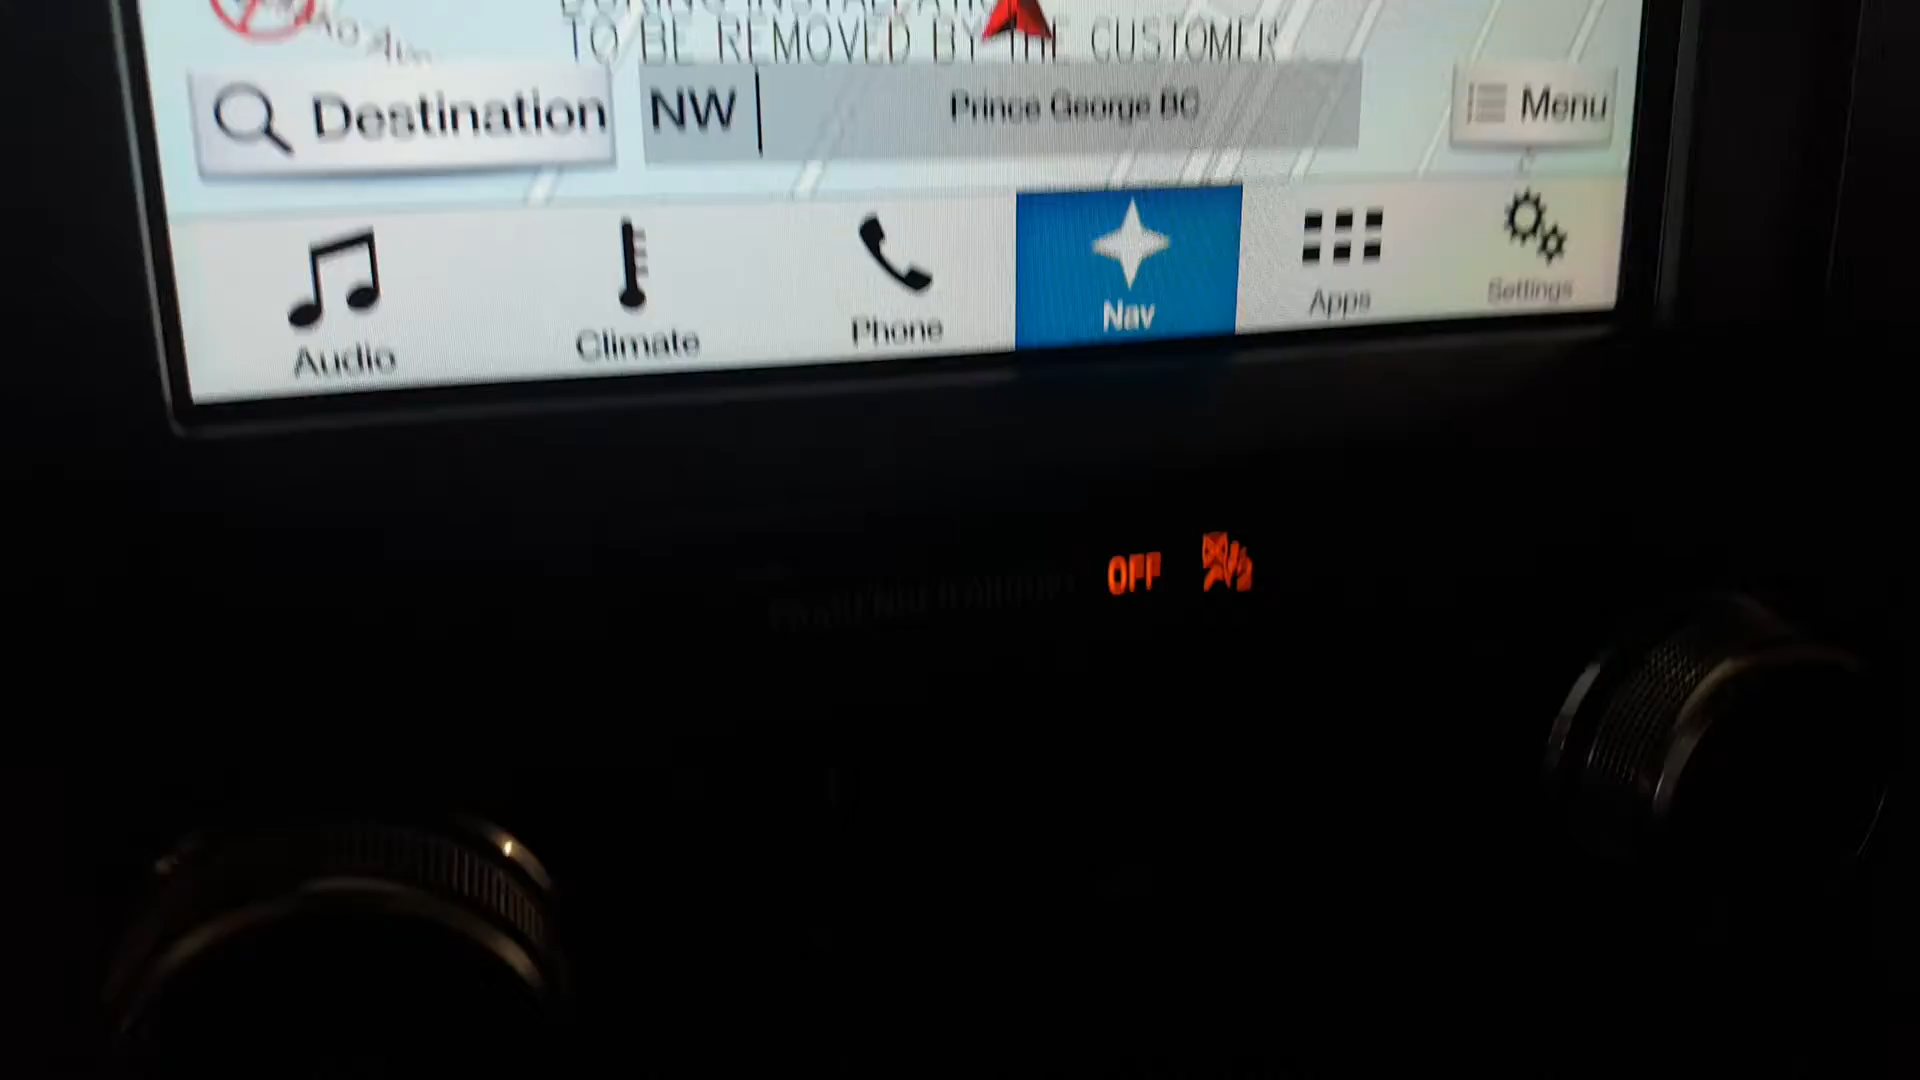 TO BE REMOVED BY THE CUSTOMER
Destination
NW
Prince George BC
Menu
Audio
Climate
Phone
Nav
Apps
Settings
OFF